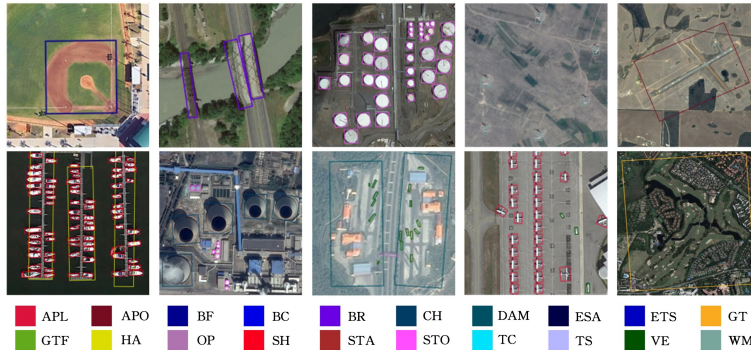 APL APO BF BC BR CH DAM ESA ETS GT
GTF HA OP SH STA STO TC TS VE WM